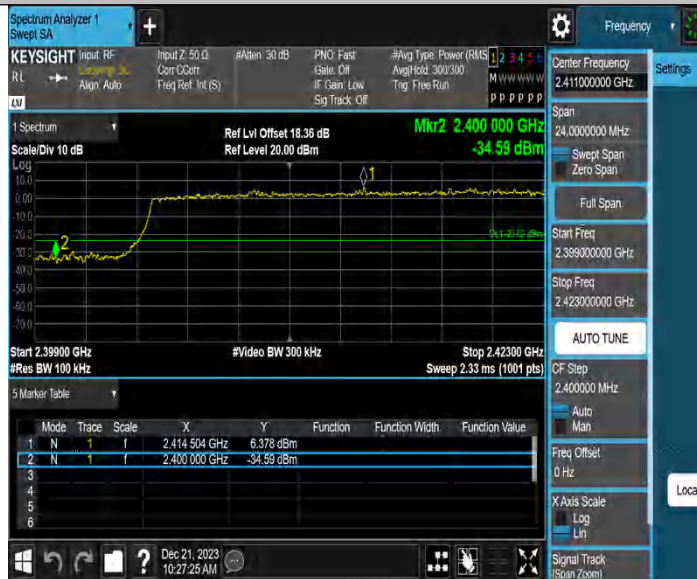 Spectrum Analyzer 1
Swept SA
+
Frequency
KEYSIGHT
Input: RF
Input Z: 50 Ω
#Atten: 30 dB
PNO: Fast
#Avg Type: Power (RMS
1 2 3 4 5 6
RL
Corr CCorr
Gate: Off
Avg|Hold: 300/300
M W W W W W
Align: Auto
Freq Ref: Int (S)
IF Gain: Low
Trig: Free Run
Sig Track: Off
P P P P P P
LXI
1 Spectrum
Scale/Div 10 dB
Ref Lvl Offset 18.36 dB
Ref Level 20.00 dBm
Mkr2 2.400 000 GHz
-34.59 dBm
Log
10.0
0.00
-10.0
-20.0
-30.0
-40.0
-50.0
-60.0
-70.0
1
2
Start 2.39900 GHz
#Video BW 300 kHz
Stop 2.42300 GHz
#Res BW 100 kHz
Sweep 2.33 ms (1001 pts)
5 Marker Table
Mode Trace Scale X Y Function Function Width Function Value
1 N 1 f 2.414 504 GHz 6.378 dBm
2 N 1 f 2.400 000 GHz -34.59 dBm
3
4
5
6
? Dec 21, 2023
10:27:25 AM
Center Frequency
2.411000000 GHz
Settings
Span
24.0000000 MHz
Swept Span
Zero Span
Full Span
Start Freq
2.399000000 GHz
Stop Freq
2.423000000 GHz
AUTO TUNE
CF Step
2.400000 MHz
Auto
Man
Freq Offset
0 Hz
X Axis Scale
Log
Lin
Loca
Signal Track
(Span Zoom)